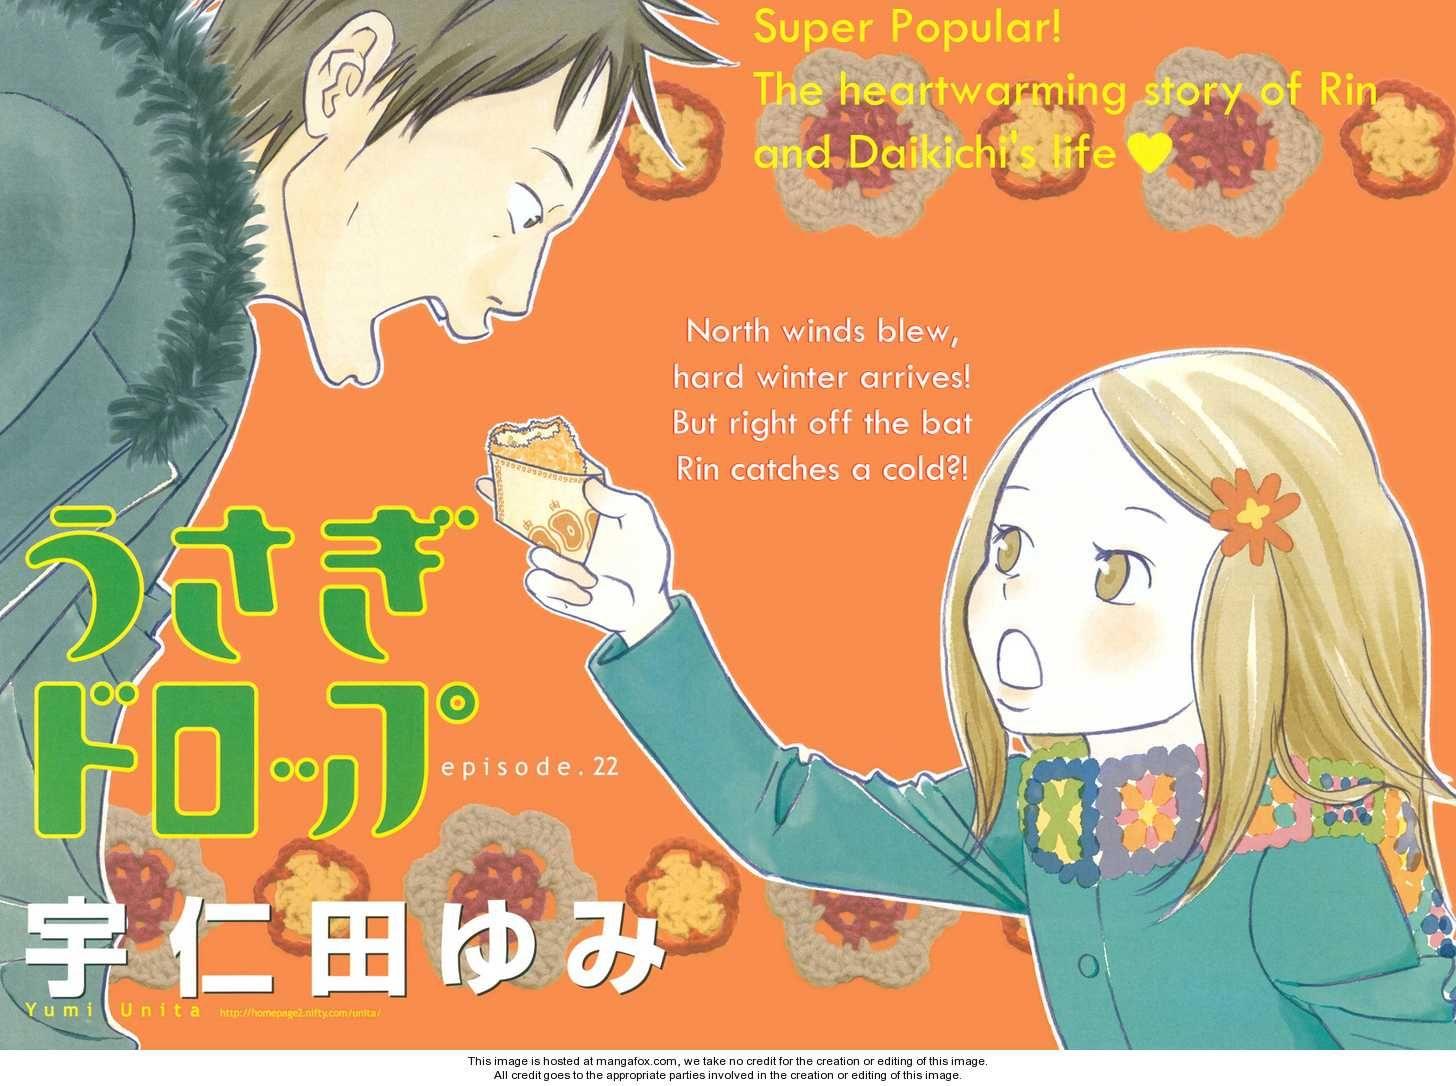 Super Popular!
The heartwarming story of Rin
and Daikichi's life ♥
North winds blew,
hard winter arrives!
But right off the bat
Rin catches a cold?!
うさぎ
ドロップ
episode.22
宇仁田ゆみ
Yumi Unita http://homepage2.nifty.com/unita/
This image is hosted at mangafox.com, we take no credit for the creation or editing of this image.
All credit goes to the appropriate parties involved in the creation or editing of this image.